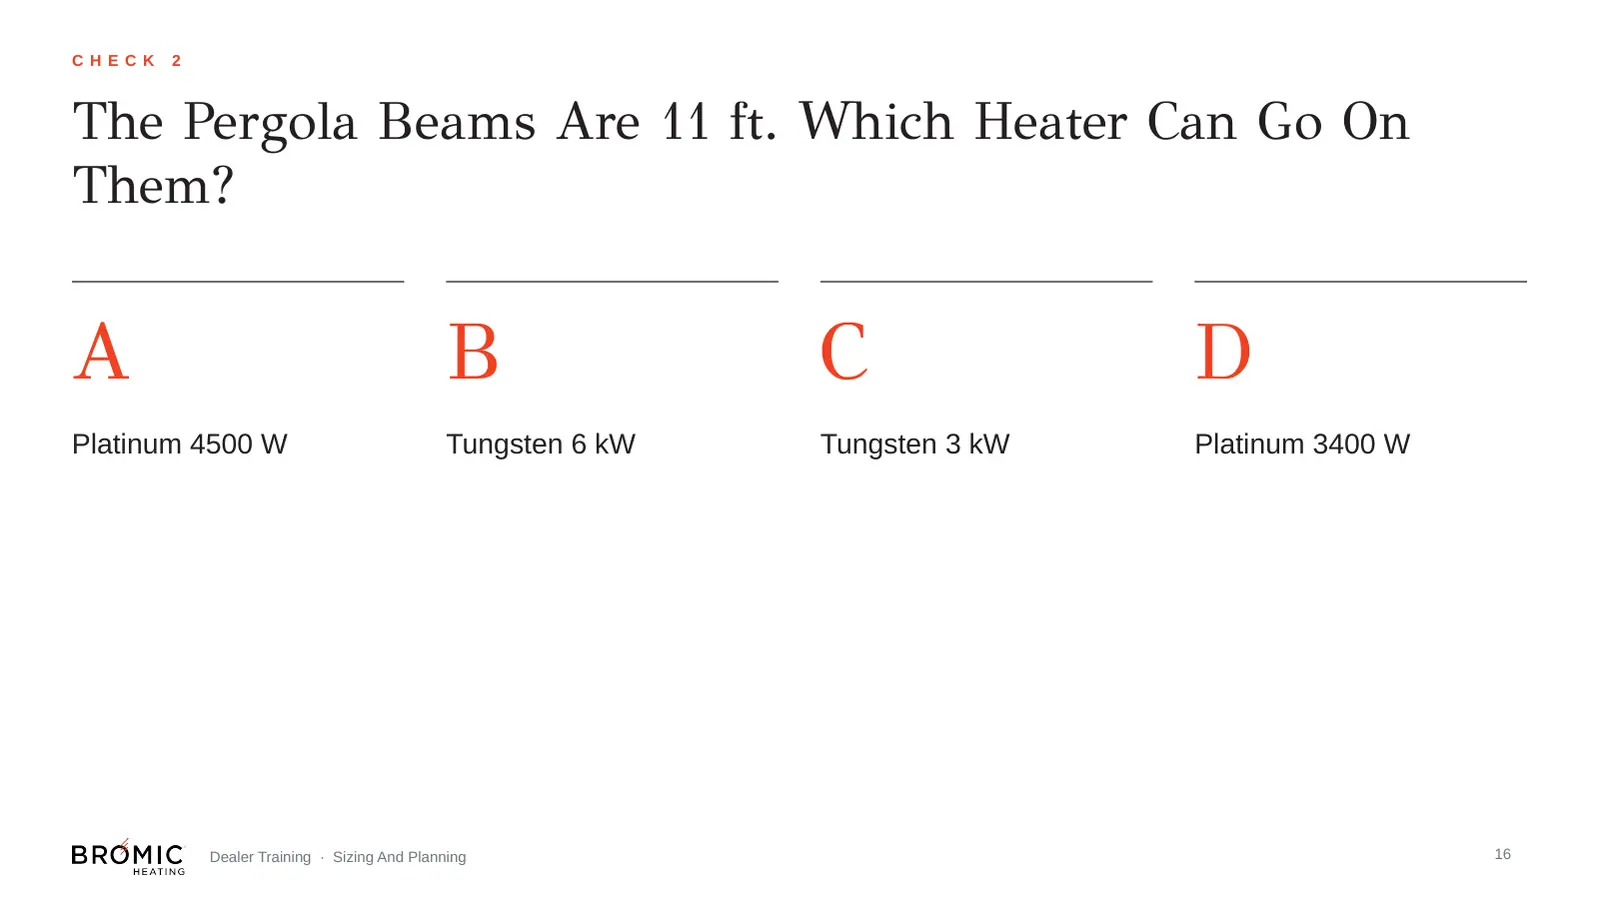 CHECK 2
The Pergola Beams Are 11 ft. Which Heater Can Go On
Them?
A
Platinum 4500 W
B
Tungsten 6 kW
C
Tungsten 3 kW
D
Platinum 3400 W
BROMIC
HEATING
Dealer Training · Sizing And Planning
16